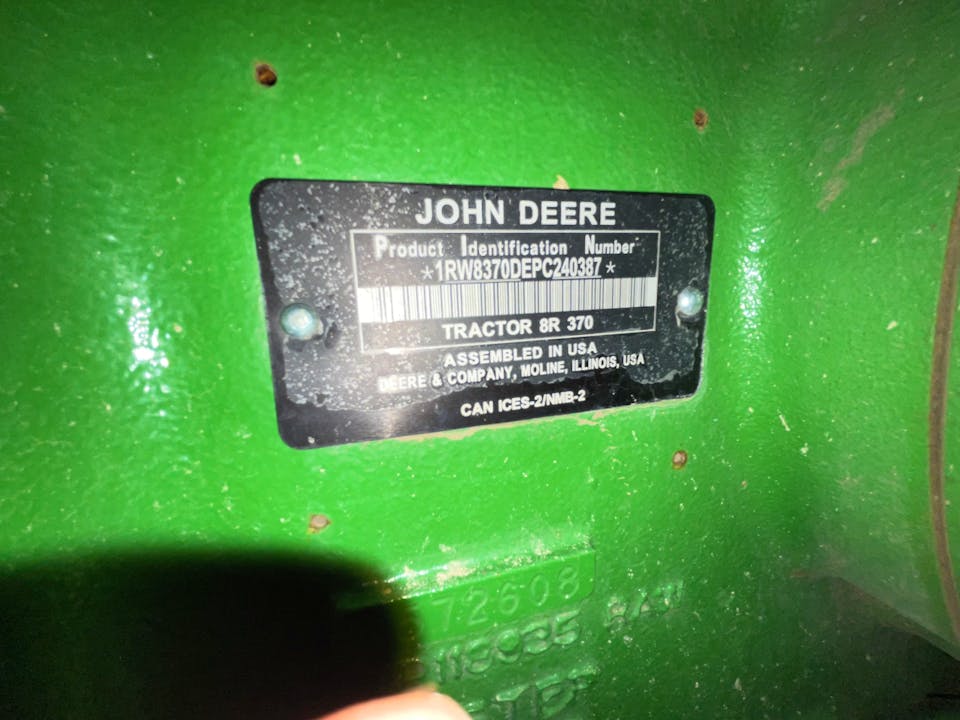 JOHN DEERE
Product Identification Number
*1RW8370DEPC240387*
TRACTOR 8R 370
ASSEMBLED IN USA
DEERE & COMPANY, MOLINE, ILLINOIS, USA
CAN ICES-2/NMB-2
72608